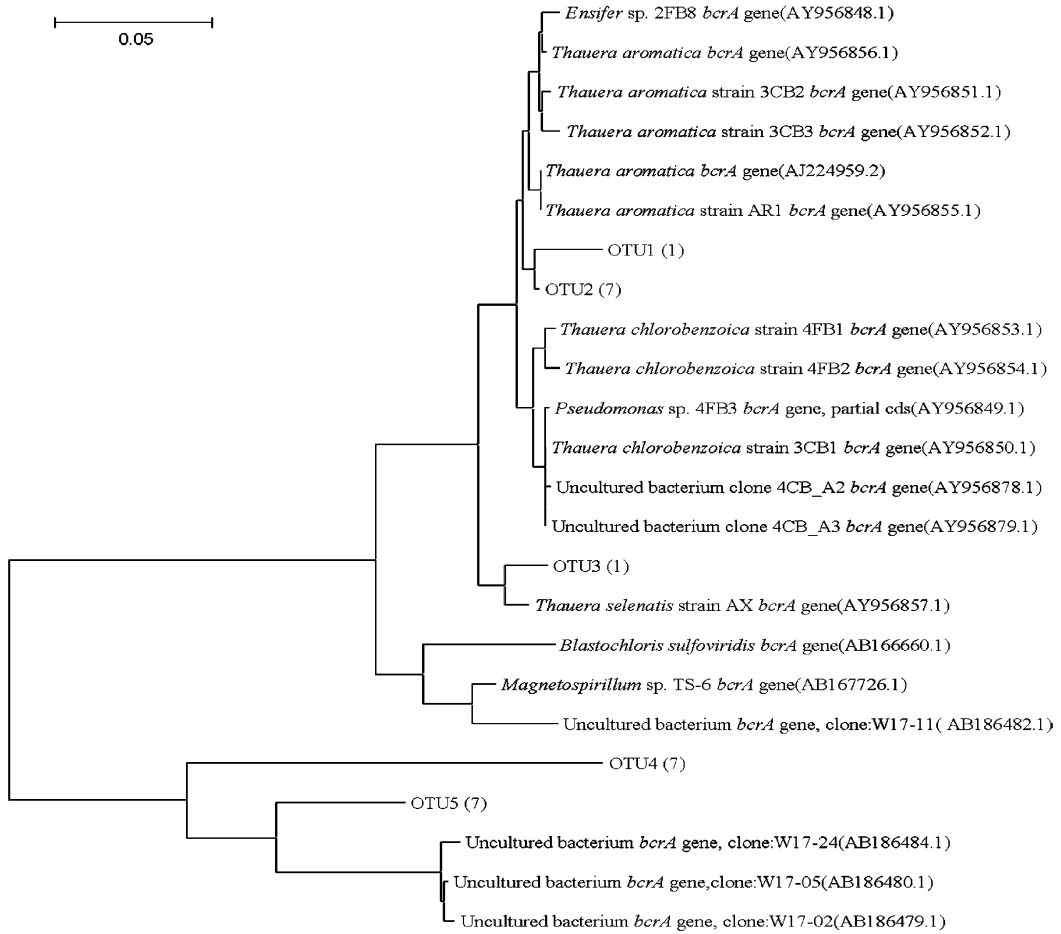 0.05
Ensifer sp. 2FB8 bcrA gene(AY956848.1)
Thauera aromatica bcrA gene(AY956856.1)
Thauera aromatica strain 3CB2 bcrA gene(AY956851.1)
Thauera aromatica strain 3CB3 bcrA gene(AY956852.1)
Thauera aromatica bcrA gene(AJ224959.2)
Thauera aromatica strain AR1 bcrA gene(AY956855.1)
OTU1 (1)
OTU2 (7)
Thauera chlorobenzoica strain 4FB1 bcrA gene(AY956853.1)
Thauera chlorobenzoica strain 4FB2 bcrA gene(AY956854.1)
Pseudomonas sp. 4FB3 bcrA gene, partial cds(AY956849.1)
Thauera chlorobenzoica strain 3CB1 bcrA gene(AY956850.1)
Uncultured bacterium clone 4CB_A2 bcrA gene(AY956878.1)
Uncultured bacterium clone 4CB_A3 bcrA gene(AY956879.1)
OTU3 (1)
Thauera selenatis strain AX bcrA gene(AY956857.1)
Blastochloris sulfoviridis bcrA gene(AB166660.1)
Magnetospirillum sp. TS-6 bcrA gene(AB167726.1)
Uncultured bacterium bcrA gene, clone:W17-11( AB186482.1)
OTU4 (7)
OTU5 (7)
Uncultured bacterium bcrA gene, clone:W17-24(AB186484.1)
Uncultured bacterium bcrA gene,clone:W17-05(AB186480.1)
Uncultured bacterium bcrA gene, clone:W17-02(AB186479.1)